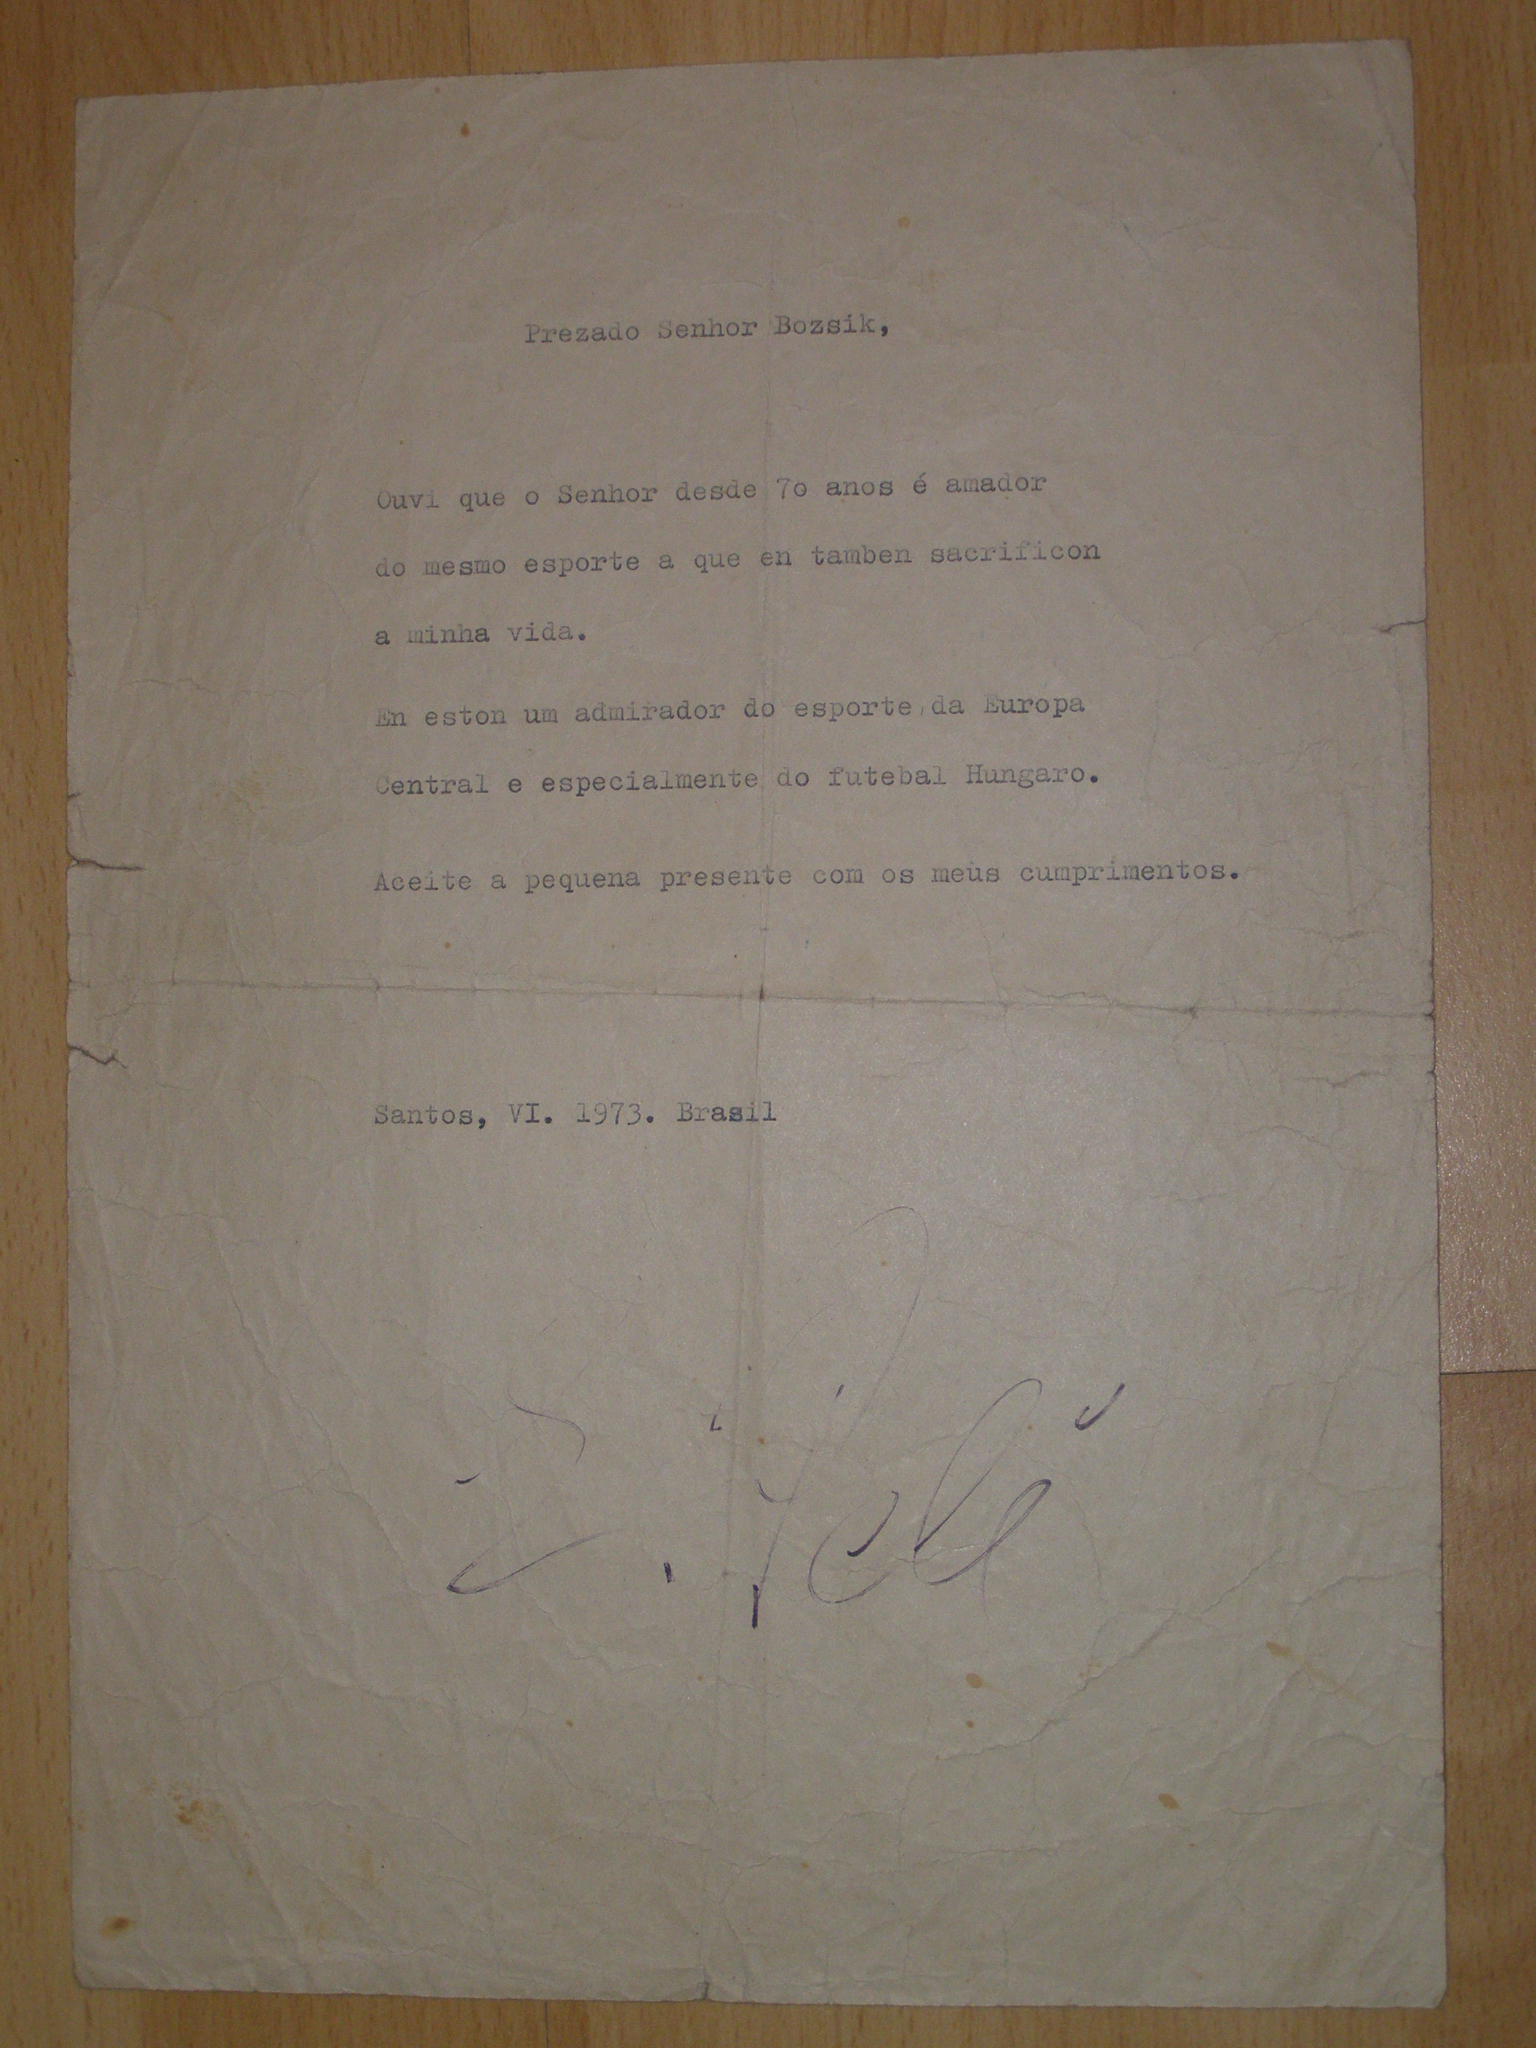 Prezado Senhor Bozsik,
Ouvi que o Senhor desde 7o anos é amador
do mesmo esporte a que en tamben sacrificon
a minha vida.
En eston um admirador do esporte da Europa
Central e especialmente do futebal Hungaro.
Aceite a pequena presente com os meus cumprimentos.
Santos, VI. 1973. Brasil